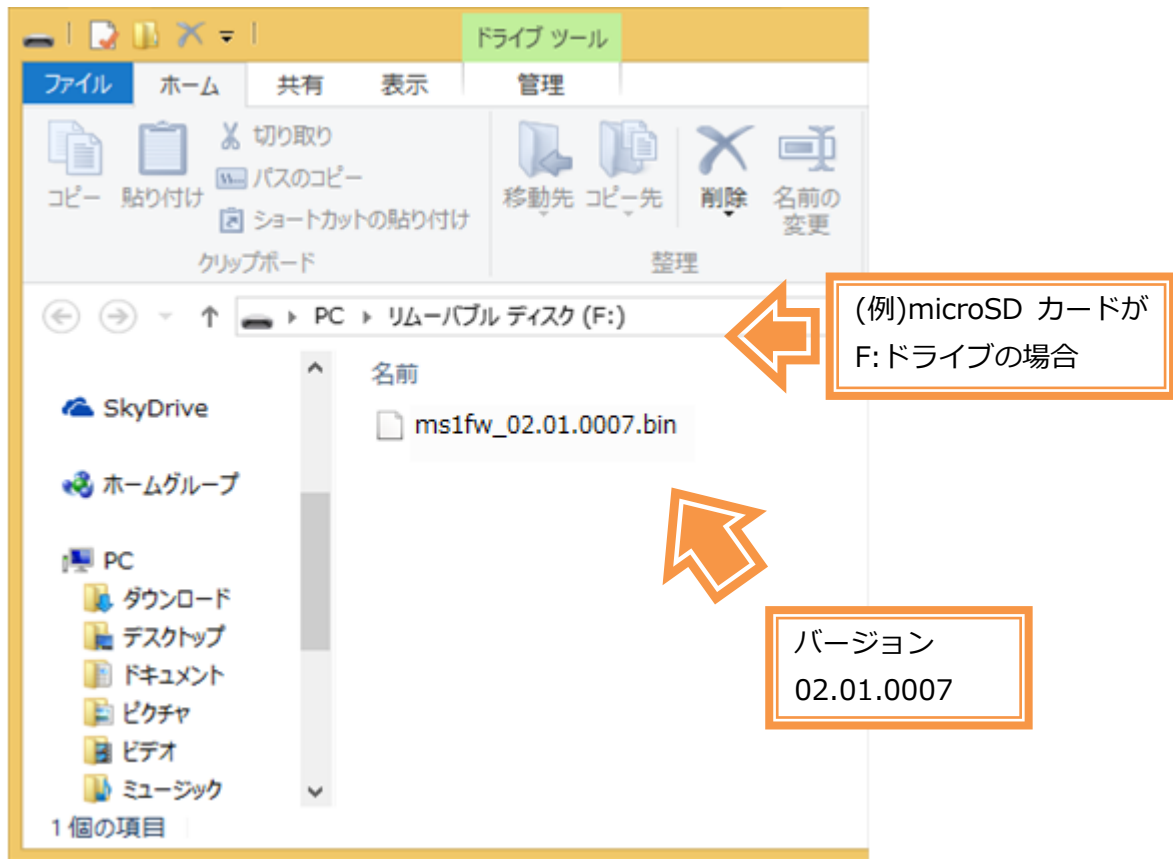 ドライブ ツール
ファイル ホーム 共有 表示 管理
コピー
貼り付け
切り取り
パスのコピー
ショートカットの貼り付け
クリップボード
移動先
コピー先
削除
名前の
変更
整理
PC リムーバブル ディスク (F:)
(例)microSD カードが
F:ドライブの場合
名前
SkyDrive
ms1fw_02.01.0007.bin
ホームグループ
PC
ダウンロード
デスクトップ
ドキュメント
ピクチャ
ビデオ
ミュージック
バージョン
02.01.0007
1 個の項目